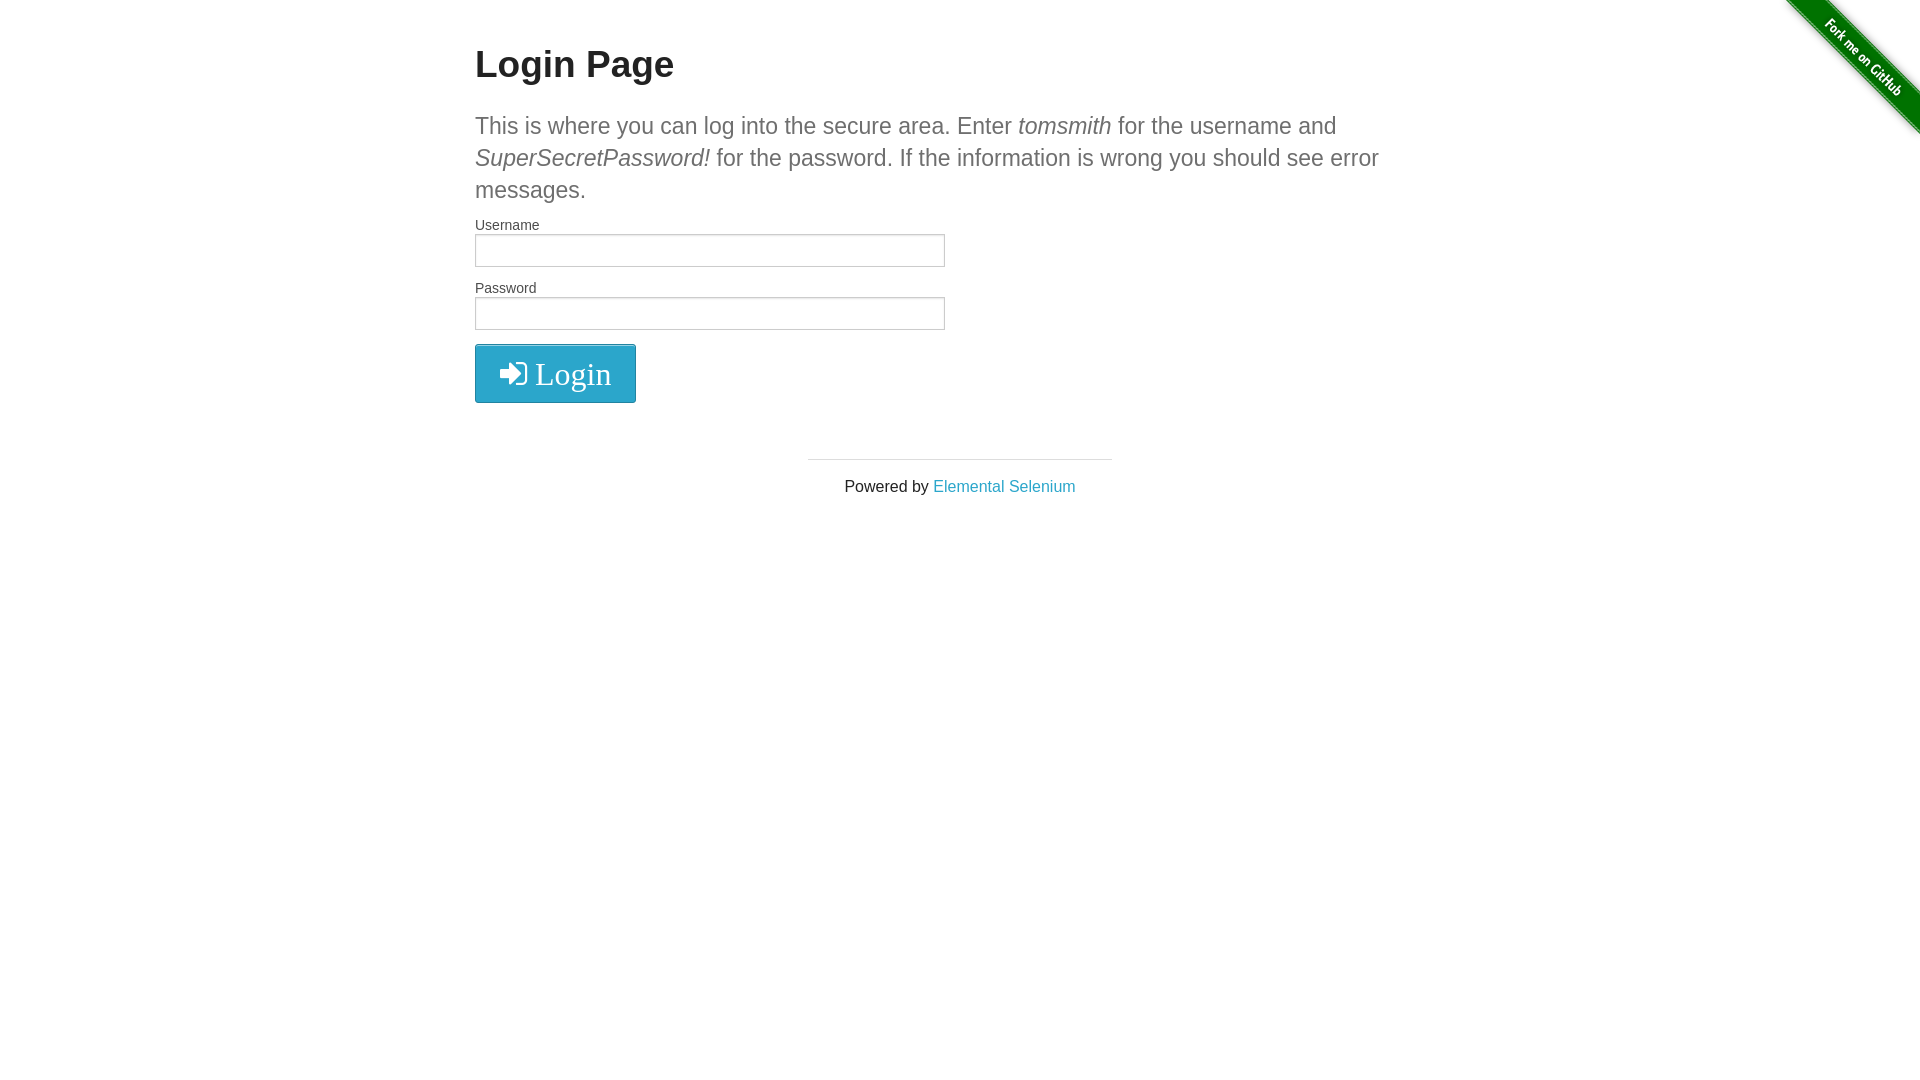 Login Page
This is where you can log into the secure area. Enter tomsmith for the username and
SuperSecretPassword! for the password. If the information is wrong you should see error
messages.
Username
Password
Login
Powered by Elemental Selenium
Fork me on GitHub